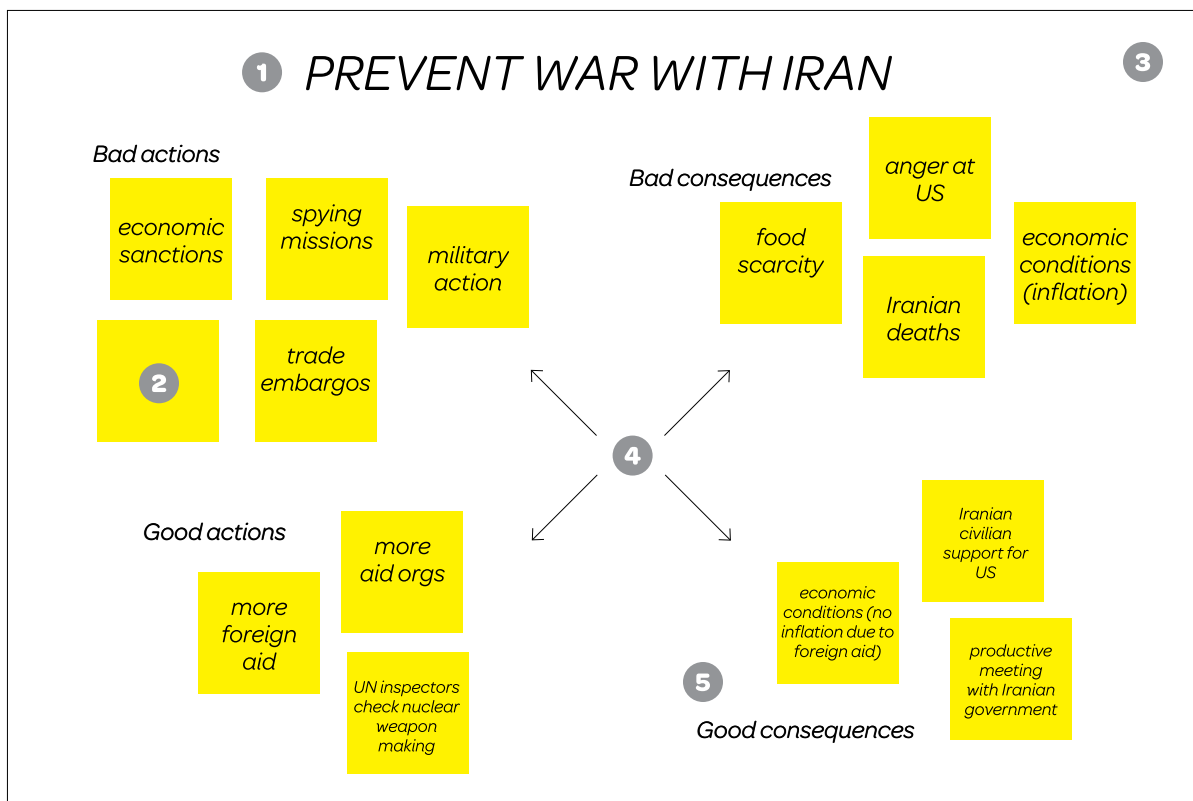 1 PREVENT WAR WITH IRAN
3
Bad actions
economic
sanctions
spying
missions
military
action
2
trade
embargos
Bad consequences
anger at
US
food
scarcity
Iranian
deaths
economic
conditions
(inflation)
4
Good actions
more
aid orgs
more
foreign
aid
UN inspectors
check nuclear
weapon
making
Iranian
civilian
support for
US
economic
conditions (no
inflation due to
foreign aid)
productive
meeting
with Iranian
government
5
Good consequences